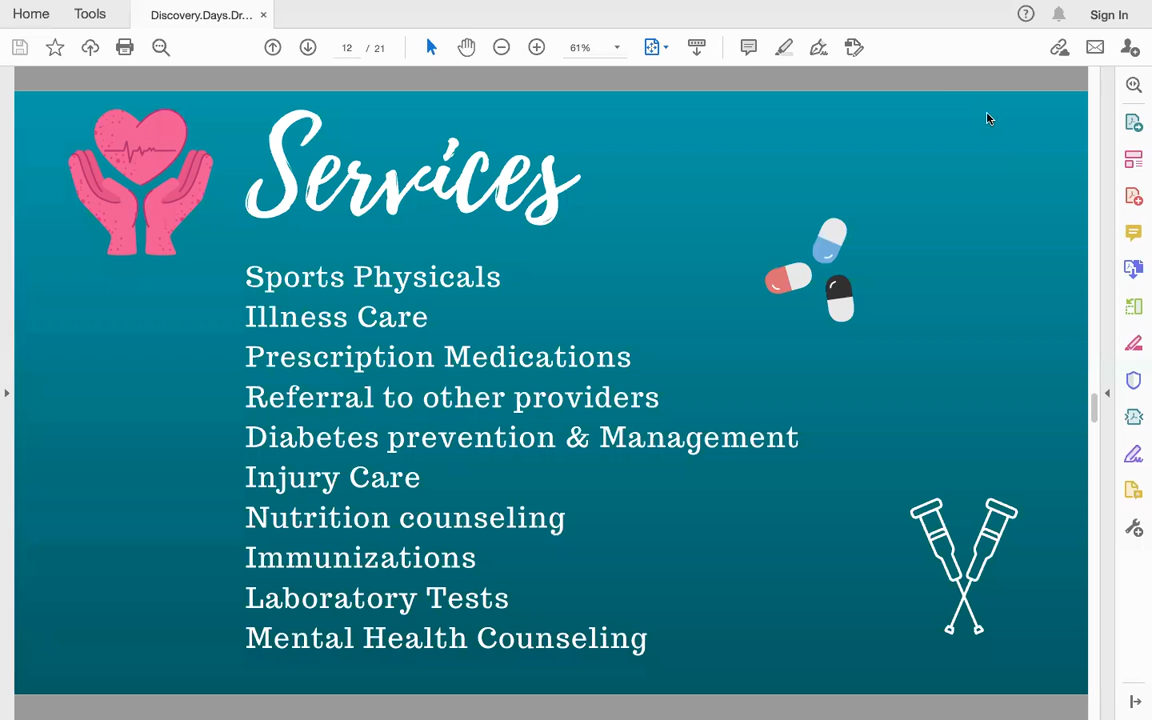 Home
Tools
Discovery.Days.Dr... ×
Sign In
12 / 21
61%
Services
Sports Physicals
Illness Care
Prescription Medications
Referral to other providers
Diabetes prevention & Management
Injury Care
Nutrition counseling
Immunizations
Laboratory Tests
Mental Health Counseling